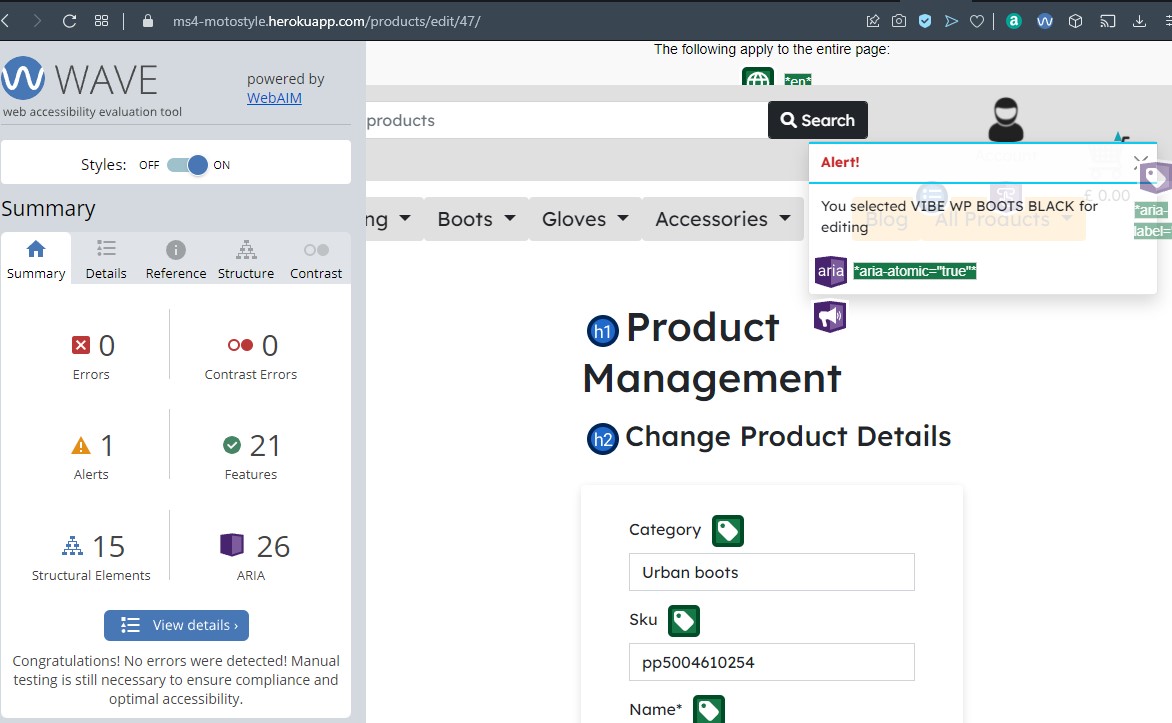 ms4-motostyle.herokuapp.com/products/edit/47/
The following apply to the entire page:
*en*
WAVE
powered by
WebAIM
web accessibility evaluation tool
products
Search
Styles: OFF ON
Alert!
£ 0.00
*aria-
label=
You selected VIBE WP BOOTS BLACK for
editing
Blog All Products
aria *aria-atomic="true"*
Summary
ng Boots Gloves Accessories
Summary Details Reference Structure Contrast
h1 Product
Management
h2 Change Product Details
0
Errors
0
Contrast Errors
1
Alerts
21
Features
15
Structural Elements
26
ARIA
View details ›
Congratulations! No errors were detected! Manual
testing is still necessary to ensure compliance and
optimal accessibility.
Category
Urban boots
Sku
pp5004610254
Name*